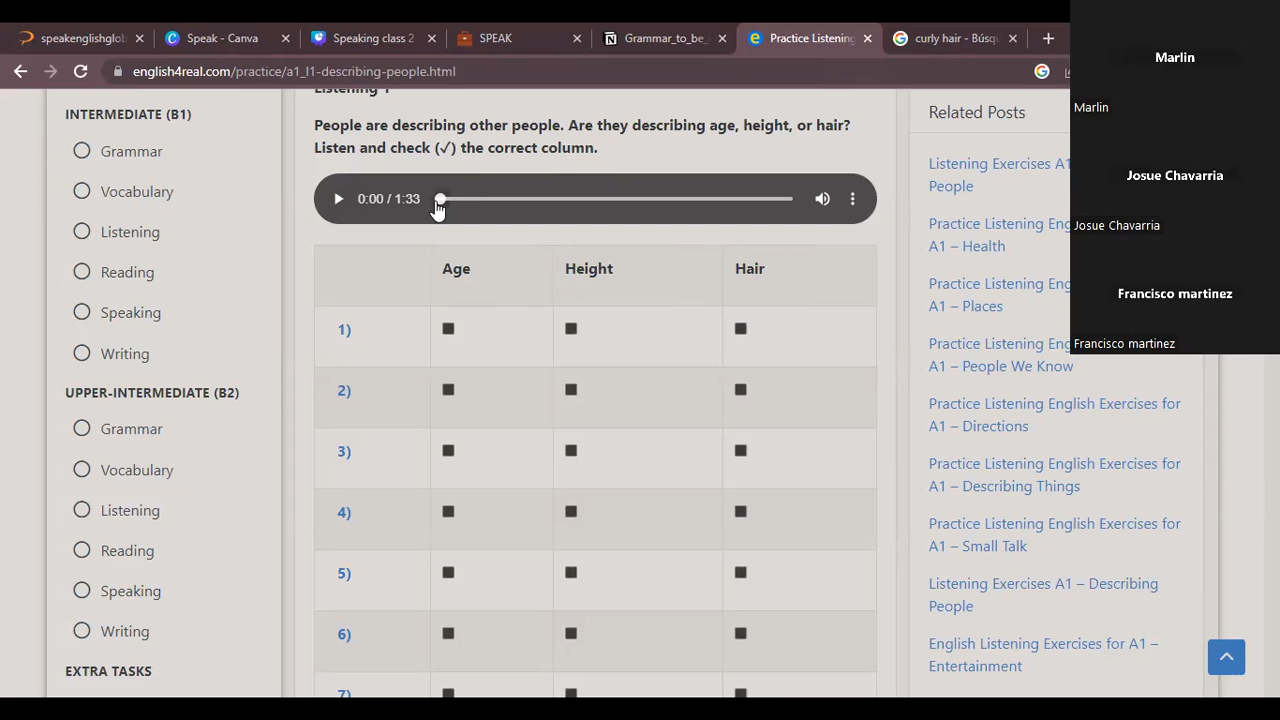 speakenglishglob
Speak - Canva
Speaking class 2
SPEAK
Grammar_to_be_
Practice Listening
curly hair - Búsq
english4real.com/practice/a1_l1-describing-people.html
INTERMEDIATE (B1)
Grammar
Vocabulary
Listening
Reading
Speaking
Writing
UPPER-INTERMEDIATE (B2)
Grammar
Vocabulary
Listening
Reading
Speaking
Writing
EXTRA TASKS
Listening 1
People are describing other people. Are they describing age, height, or hair?
Listen and check (✓) the correct column.
0:00 / 1:33
Age Height Hair
1)
2)
3)
4)
5)
6)
7)
Related Posts
Listening Exercises A1
People
Practice Listening Eng
A1 – Health
Practice Listening Eng
A1 – Places
Practice Listening Eng
A1 – People We Know
Practice Listening English Exercises for
A1 – Directions
Practice Listening English Exercises for
A1 – Describing Things
Practice Listening English Exercises for
A1 – Small Talk
Listening Exercises A1 – Describing
People
English Listening Exercises for A1 –
Entertainment
Marlin
Marlin
Josue Chavarria
Josue Chavarria
Francisco martinez
Francisco martinez